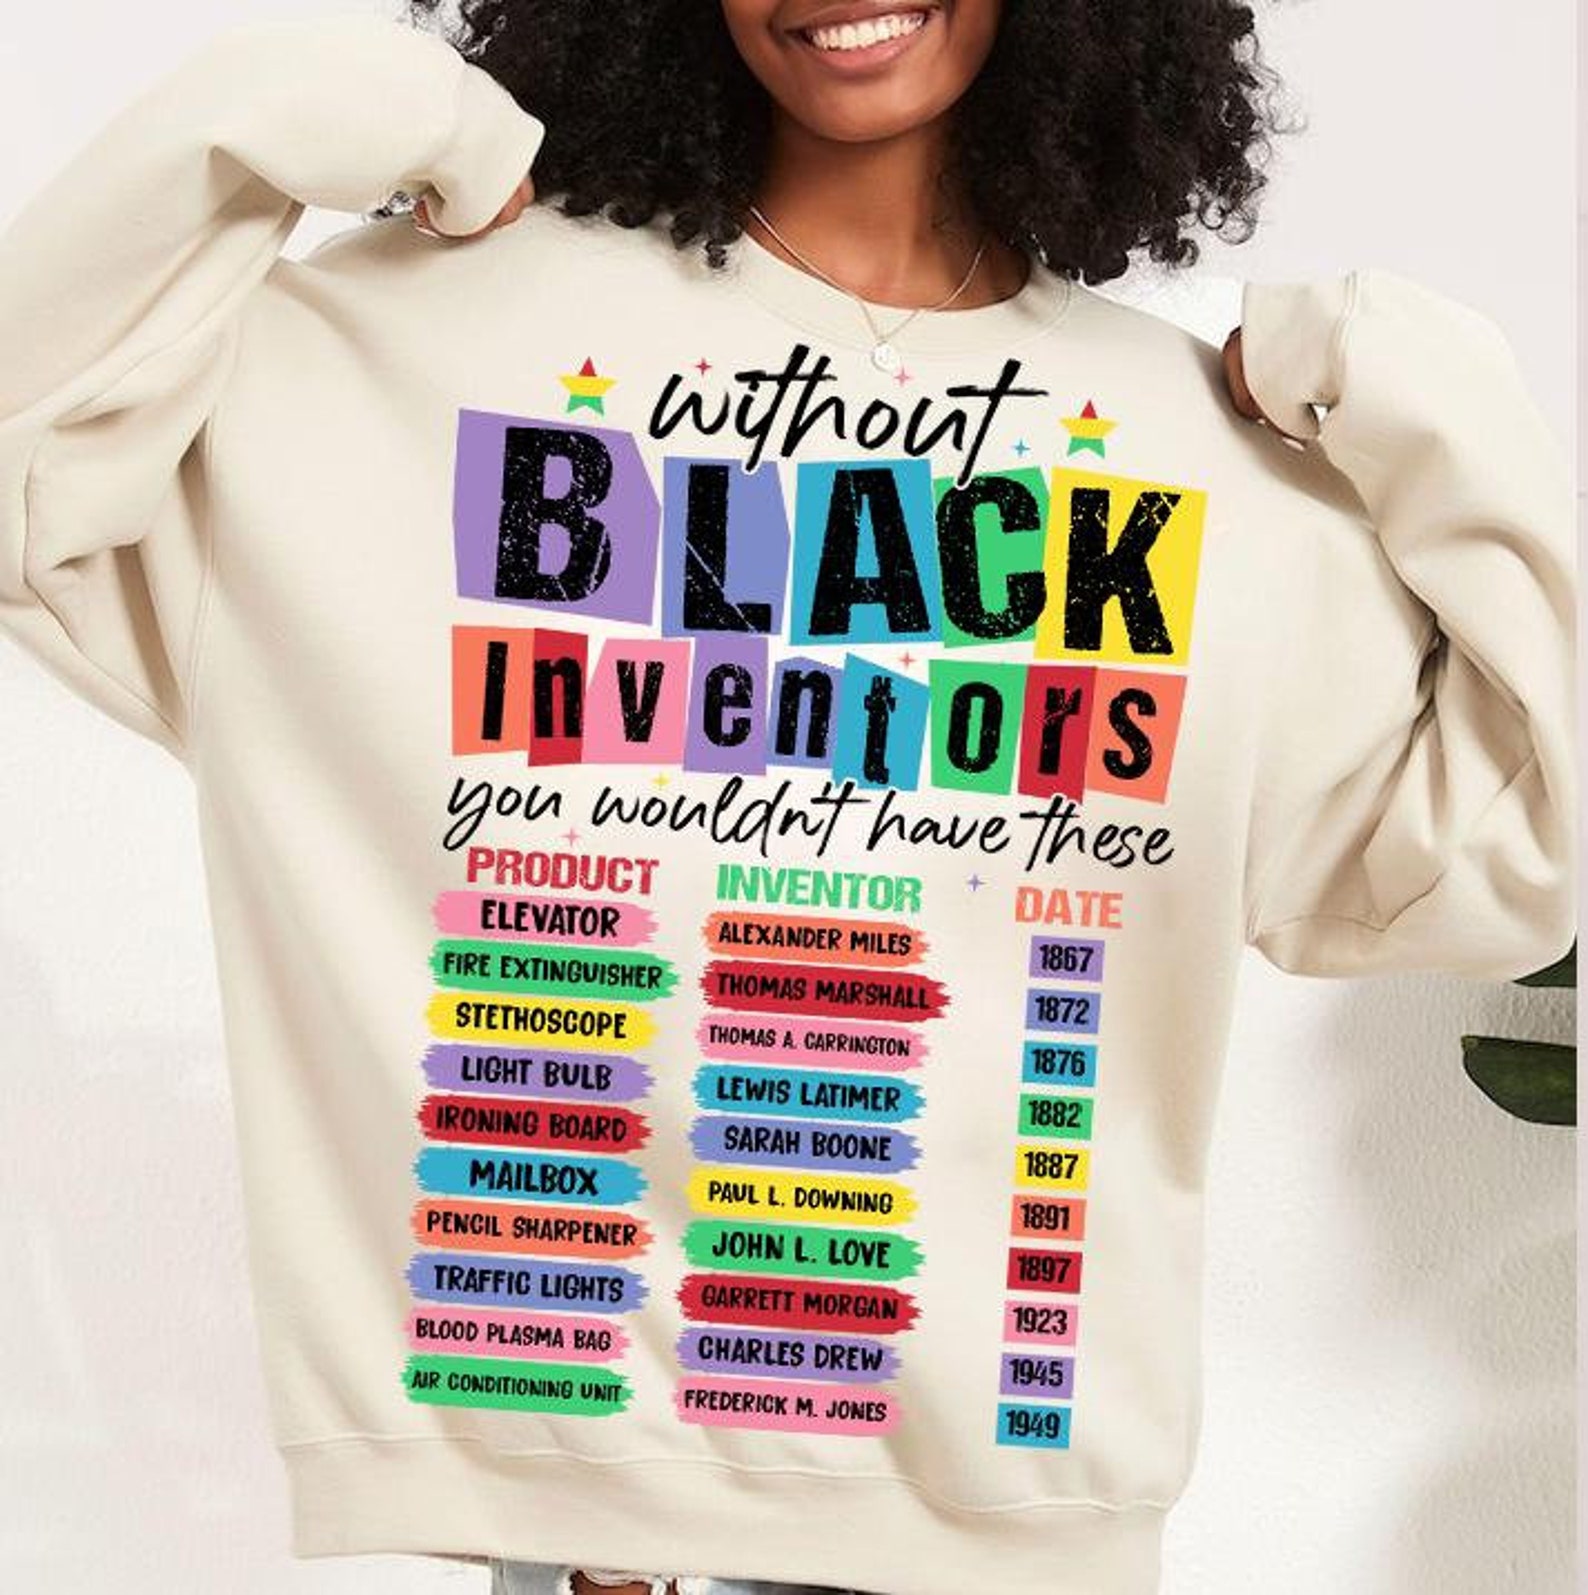 without
BLACK
Inventors
you wouldn't have these
PRODUCT INVENTOR DATE
ELEVATOR ALEXANDER MILES 1867
FIRE EXTINGUISHER THOMAS MARSHALL 1872
STETHOSCOPE THOMAS A. CARRINGTON 1876
LIGHT BULB LEWIS LATIMER 1882
IRONING BOARD SARAH BOONE 1887
MAILBOX PAUL L. DOWNING 1891
PENCIL SHARPENER JOHN L. LOVE 1897
TRAFFIC LIGHTS GARRETT MORGAN 1923
BLOOD PLASMA BAG CHARLES DREW 1945
AIR CONDITIONING UNIT FREDERICK M. JONES 1949